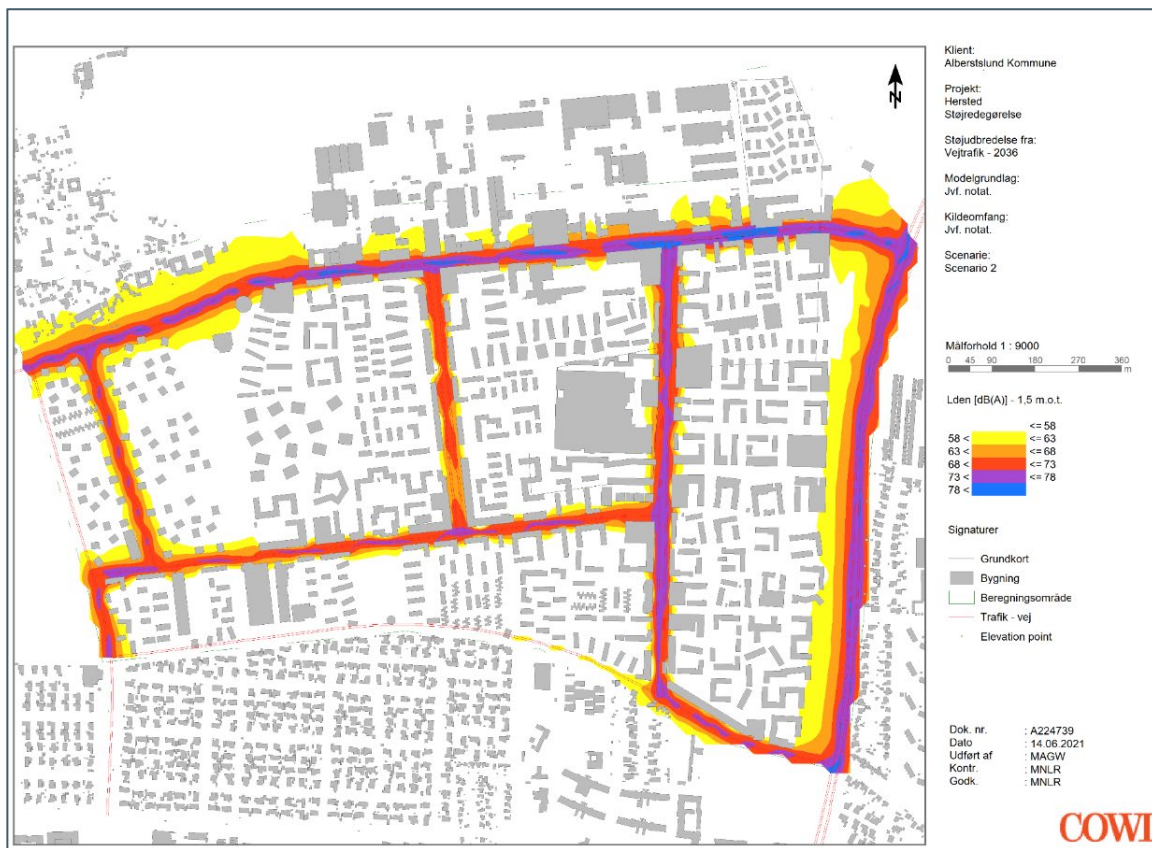 N
Klient:
Alberstslund Kommune
Projekt:
Hersted
Støjredegørelse
Støjudbredelse fra:
Vejtrafik - 2036
Modelgrundlag:
Jvf. notat.
Kildeomfang:
Jvf. notat.
Scenarie:
Scenario 2
Målforhold 1 : 9000
0 45 90 180 270 360
m
Lden [dB(A)] - 1,5 m.o.t.
<= 58
58 < <= 63
63 < <= 68
68 < <= 73
73 < <= 78
78 <
Signaturer
Grundkort
Bygning
Beregningsområde
Trafik - vej
Elevation point
Dok. nr. : A224739
Dato : 14.06.2021
Udført af : MAGW
Kontr. : MNLR
Godk. : MNLR
COWI